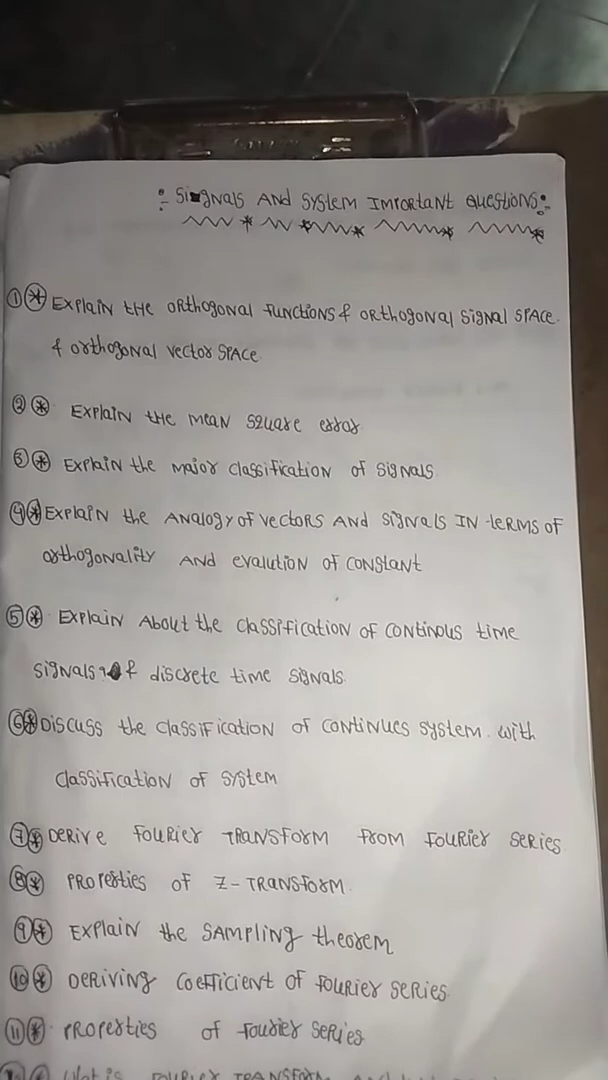 :- Signals AND System Important Questions:-
① * Explain the orthogonal functions & orthogonal signal space.
& orthogonal vector space.
② * Explain the mean square error
③ * Explain the major classification of signals
④ * Explain the Analogy of vectors And signals In terms of
orthogonality And evalution of constant
⑤ * Explain About the classification of continous time
signals & discrete time signals.
⑥ * Discuss the classification of continues system. with
classification of system
⑦ * Derive Fourier Transform from Fourier series
⑧ * Properties of Z-Transform.
⑨ * Explain the sampling theorem
⑩ * Deriving coefficient of Fourier series.
⑪ * Properties of Fourier series
What is Fourier Transform